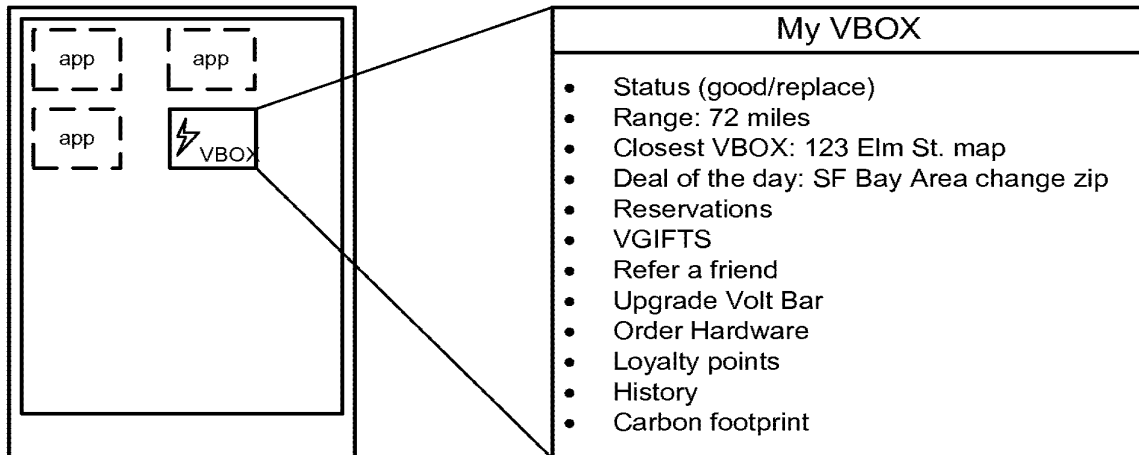 app
app
app
VBOX
My VBOX
• Status (good/replace)
• Range: 72 miles
• Closest VBOX: 123 Elm St. map
• Deal of the day: SF Bay Area change zip
• Reservations
• VGIFTS
• Refer a friend
• Upgrade Volt Bar
• Order Hardware
• Loyalty points
• History
• Carbon footprint